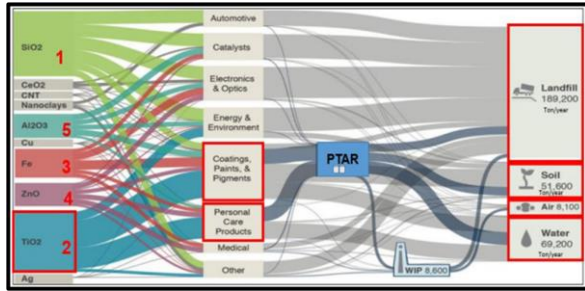 SiO2
1
CeO2
CNT
Nanoclays
Al2O3
5
Cu
Fe
3
ZnO
4
TiO2
2
Ag
Automotive
Catalysts
Electronics
& Optics
Energy &
Environment
Coatings,
Paints, &
Pigments
Personal
Care
Products
Medical
Other
PTAR
WIP 8,600
Landfill
189,200
Ton/year
Soil
51,600
Ton/year
Air 8,100
Water
69,200
Ton/year